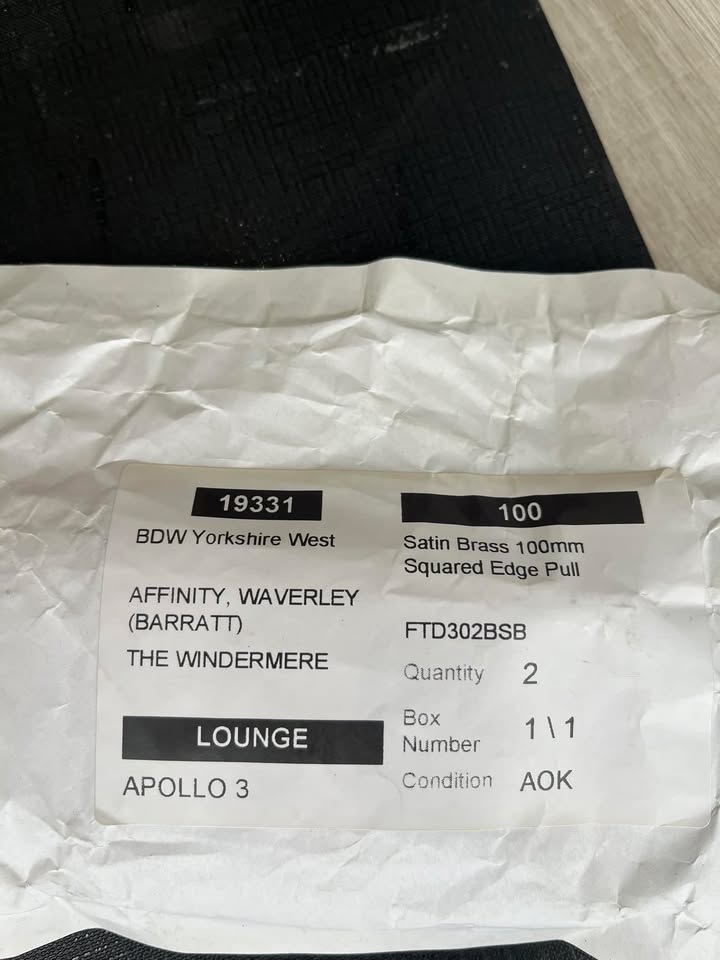 19331
BDW Yorkshire West
AFFINITY, WAVERLEY
(BARRATT)
THE WINDERMERE
LOUNGE
APOLLO 3
100
Satin Brass 100mm
Squared Edge Pull
FTD302BSB
Quantity 2
Box
Number 1 \ 1
Condition AOK